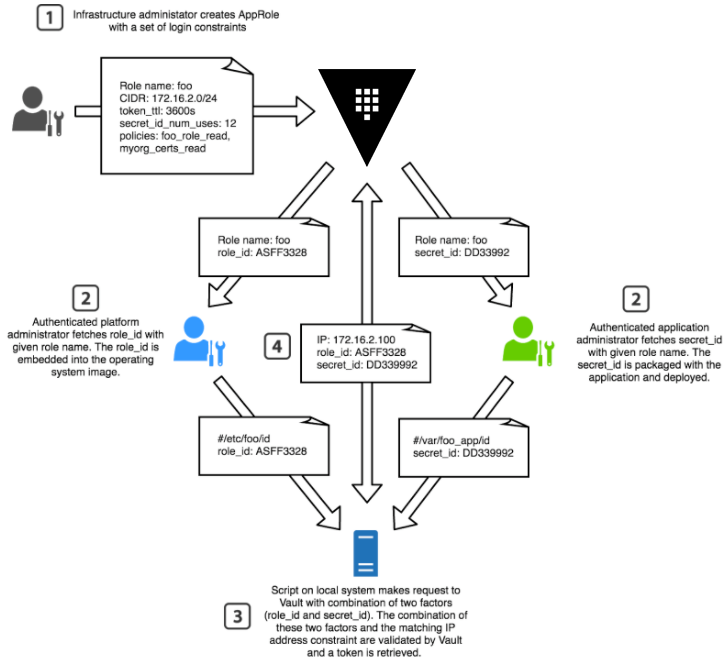 1
Infrastructure administator creates AppRole
with a set of login constraints
Role name: foo
CIDR: 172.16.2.0/24
token_ttl: 3600s
secret_id_num_uses: 12
policies: foo_role_read,
myorg_certs_read
Role name: foo
role_id: ASFF3328
Role name: foo
secret_id: DD33992
2
Authenticated platform
administrator fetches role_id with
given role name. The role_id is
embedded into the operating
system image.
4
IP: 172.16.2.100
role_id: ASFF3328
secret_id: DD339992
2
Authenticated application
administrator fetches secret_id
with given role name. The
secret_id is packaged with the
application and deployed.
#/etc/foo/id
role_id: ASFF3328
#/var/foo_app/id
secret_id: DD339992
3
Script on local system makes request to
Vault with combination of two factors
(role_id and secret_id). The combination of
these two factors and the matching IP
address constraint are validated by Vault
and a token is retrieved.